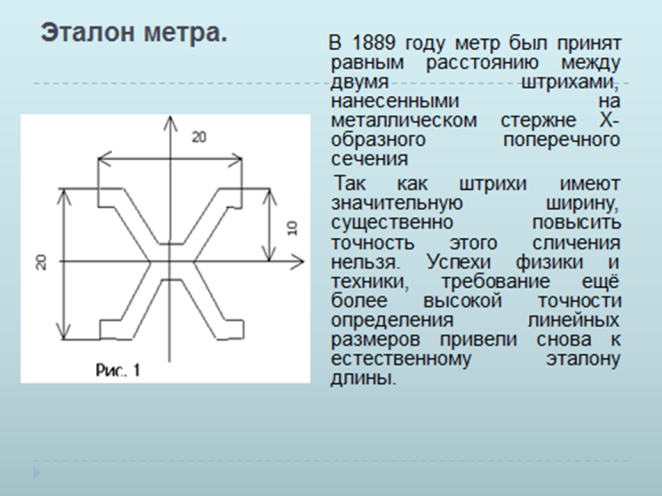 Эталон метра.
В 1889 году метр был принят
равным расстоянию между
двумя штрихами,
нанесенными на
металлическом стержне X-
образного поперечного
сечения
Так как штрихи имеют
значительную ширину,
существенно повысить
точность этого сличения
нельзя. Успехи физики и
техники, требование ещё
более высокой точности
определения линейных
размеров привели снова к
естественному эталону
длины.
20
10
20
Рис. 1